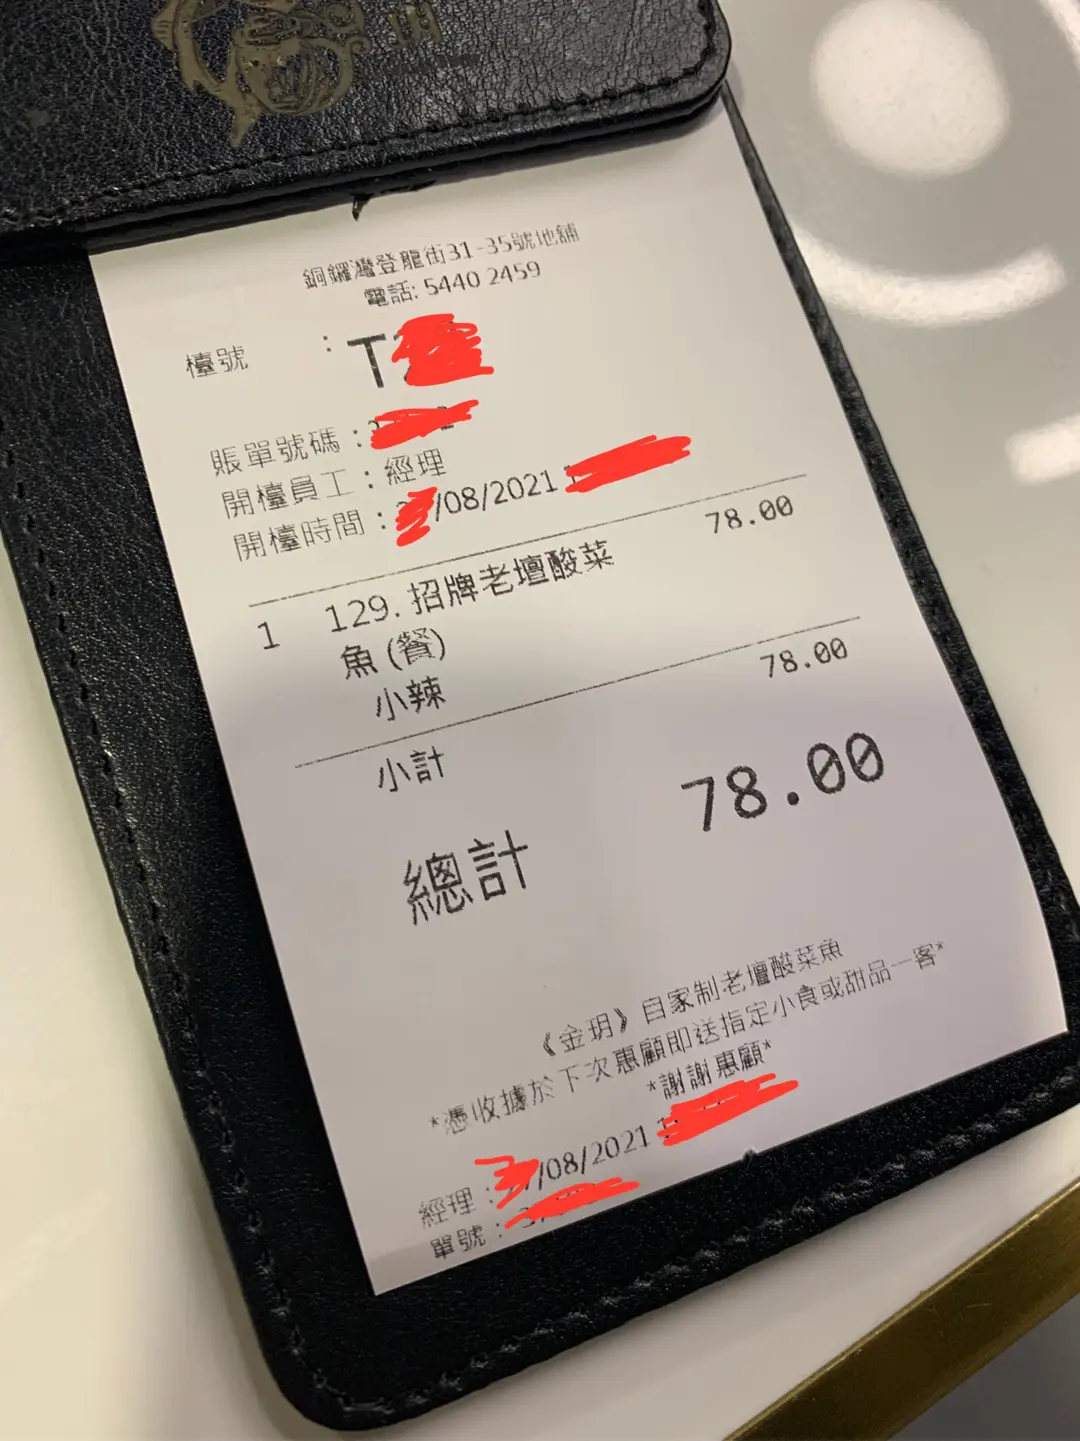 銅鑼灣登龍街31-35號地舖
電話: 5440 2459
檯號 : T
賬單號碼 :
開檯員工 : 經理
開檯時間 : /08/2021
1 129. 招牌老壇酸菜 78.00
魚 (餐)
小辣
小計 78.00
總計 78.00
《金玥》自家制老壇酸菜魚
*憑收據於下次惠顧即送指定小食或甜品一客*
*謝謝惠顧*
經理 : /08/2021
單號 :